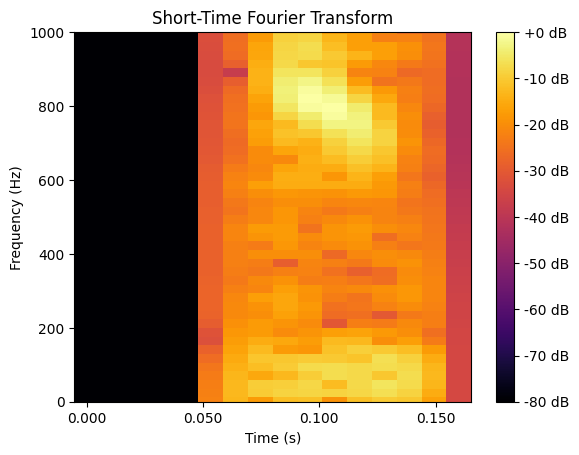 Short-Time Fourier Transform
1000
800
600
400
200
0
Frequency (Hz)
0.000
0.050
0.100
0.150
Time (s)
+0 dB
-10 dB
-20 dB
-30 dB
-40 dB
-50 dB
-60 dB
-70 dB
-80 dB